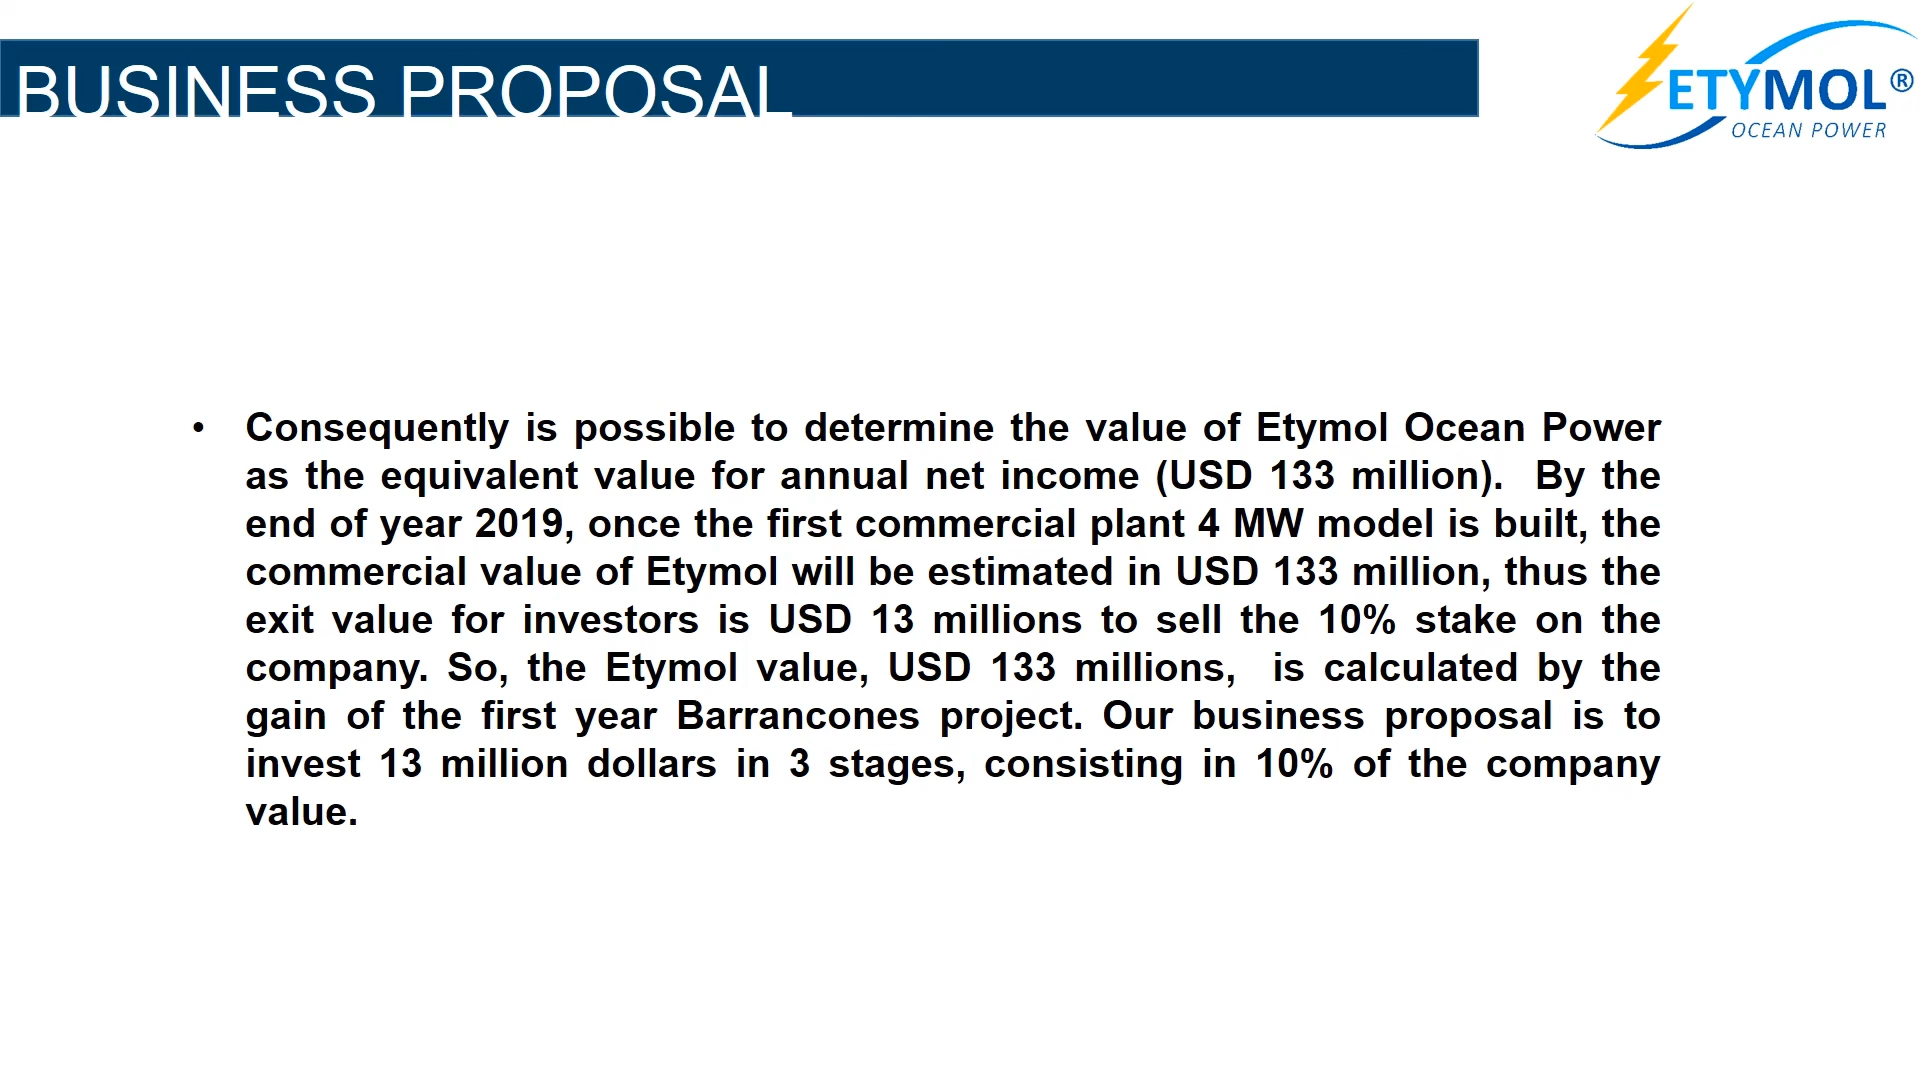 BUSINESS PROPOSAL
ETYMOL®
OCEAN POWER
• Consequently is possible to determine the value of Etymol Ocean Power
as the equivalent value for annual net income (USD 133 million).  By the
end of year 2019, once the first commercial plant 4 MW model is built, the
commercial value of Etymol will be estimated in USD 133 million, thus the
exit value for investors is USD 13 millions to sell the 10% stake on the
company. So, the Etymol value, USD 133 millions,  is calculated by the
gain of the first year Barrancones project. Our business proposal is to
invest 13 million dollars in 3 stages, consisting in 10% of the company
value.